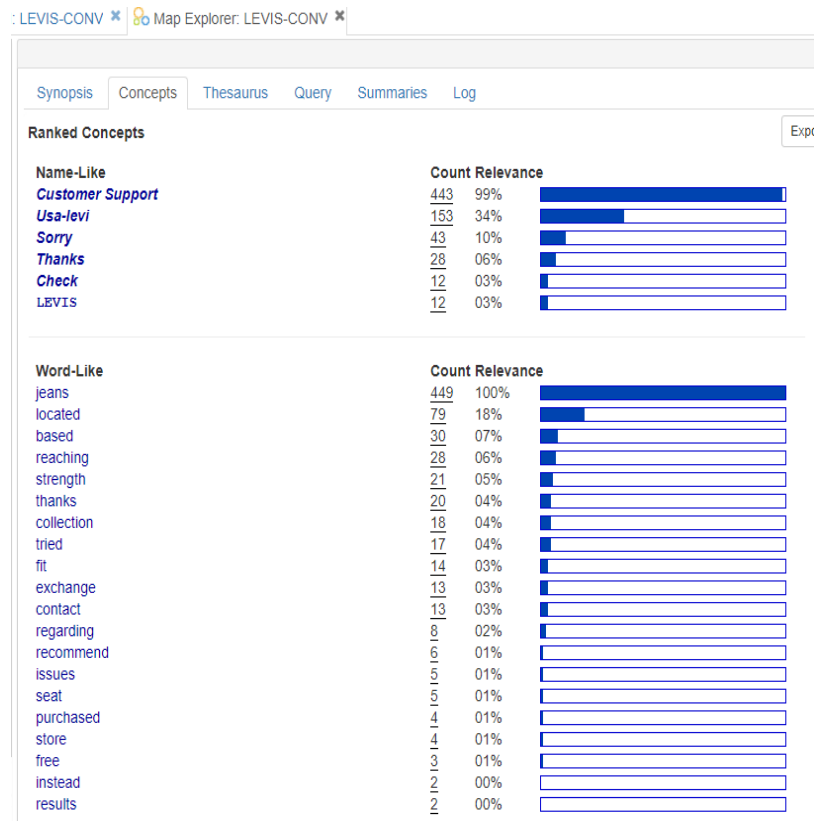 : LEVIS-CONV × Map Explorer: LEVIS-CONV ×
Synopsis Concepts Thesaurus Query Summaries Log
Ranked Concepts Expo
Name-Like Count Relevance
Customer Support 443 99%
Usa-levi 153 34%
Sorry 43 10%
Thanks 28 06%
Check 12 03%
LEVIS 12 03%
Word-Like Count Relevance
jeans 449 100%
located 79 18%
based 30 07%
reaching 28 06%
strength 21 05%
thanks 20 04%
collection 18 04%
tried 17 04%
fit 14 03%
exchange 13 03%
contact 13 03%
regarding 8 02%
recommend 6 01%
issues 5 01%
seat 5 01%
purchased 4 01%
store 4 01%
free 3 01%
instead 2 00%
results 2 00%